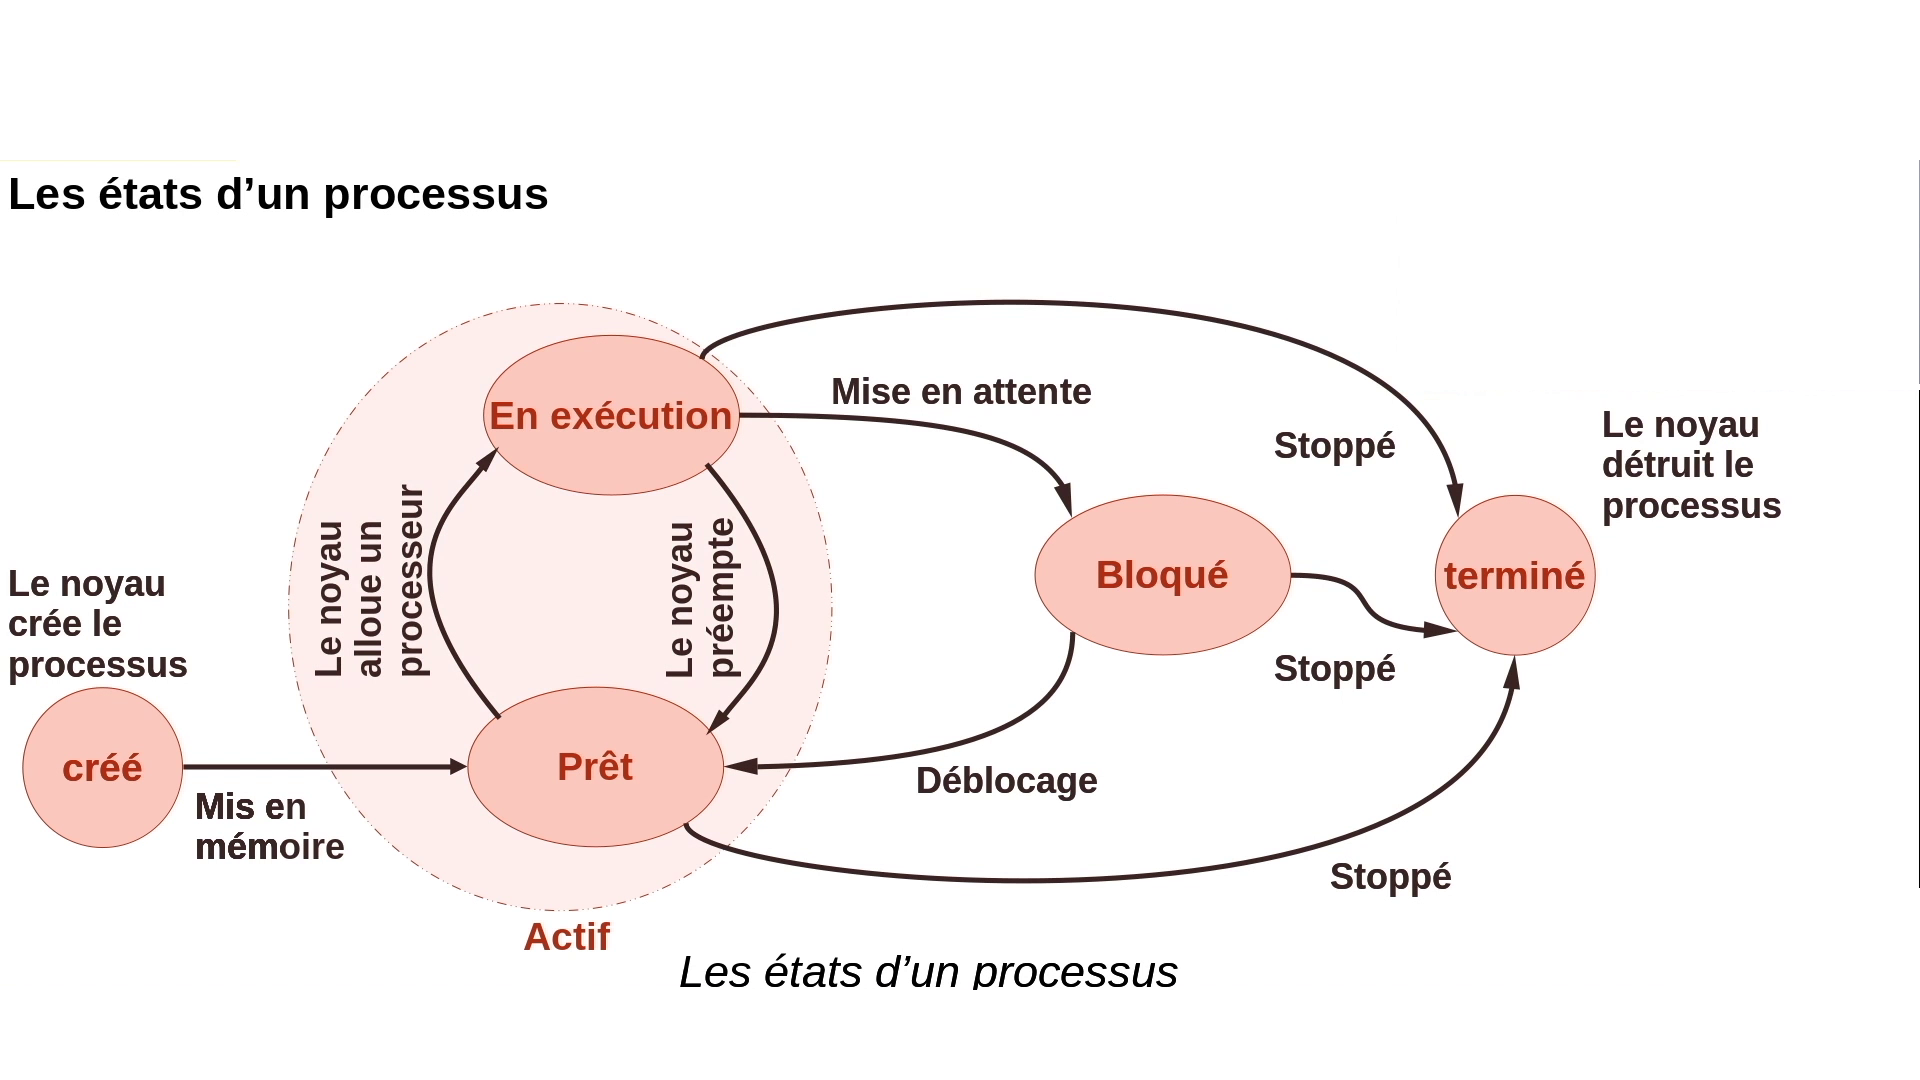 Les états d’un processus
En exécution
Mise en attente
Stoppé
Le noyau
détruit le
processus
Le noyau
alloue un
processeur
Le noyau
préempte
Bloqué
terminé
Le noyau
crée le
processus
Stoppé
créé
Prêt
Déblocage
Mis en
mémoire
Stoppé
Actif
Les états d’un processus